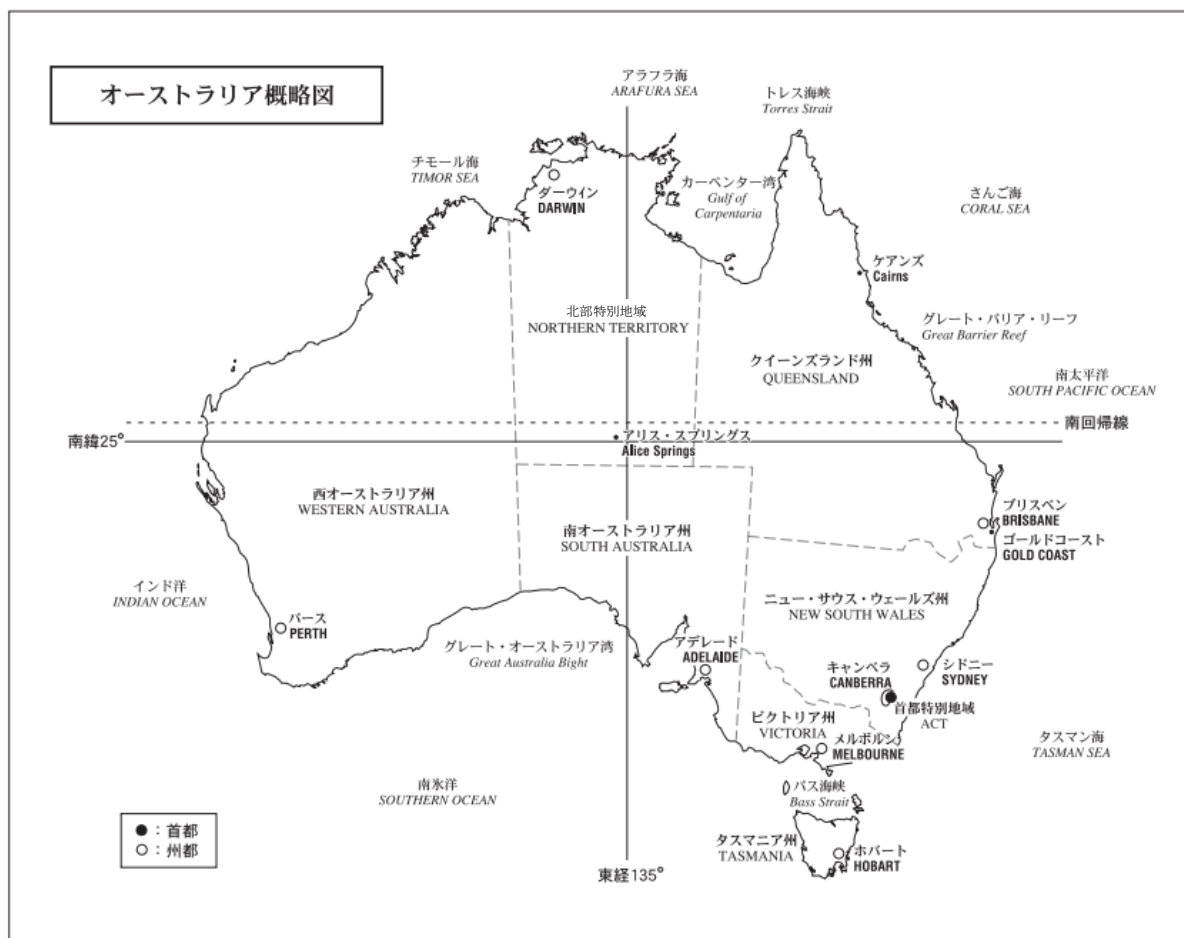 オーストラリア概略図
アラフラ海
ARAFURA SEA
トレス海峡
Torres Strait
チモール海
TIMOR SEA
ダーウイン
DARWIN
カーペンター湾
Gulf of
Carpentaria
さんご海
CORAL SEA
ケアンズ
Cairns
北部特別地域
NORTHERN TERRITORY
グレート・バリア・リーフ
Great Barrier Reef
クイーンズランド州
QUEENSLAND
南太平洋
SOUTH PACIFIC OCEAN
南回帰線
南緯25°
アリス・スプリングス
Alice Springs
西オーストラリア州
WESTERN AUSTRALIA
南オーストラリア州
SOUTH AUSTRALIA
ブリスベン
BRISBANE
ゴールドコースト
GOLD COAST
インド洋
INDIAN OCEAN
パース
PERTH
ニュー・サウス・ウェールズ州
NEW SOUTH WALES
グレート・オーストラリア湾
Great Australia Bight
アデレード
ADELAIDE
キャンベラ
CANBERRA
シドニー
SYDNEY
首都特別地域
ACT
ビクトリア州
VICTORIA
メルボルン
MELBOURNE
タスマン海
TASMAN SEA
南氷洋
SOUTHERN OCEAN
バス海峡
Bass Strait
●：首都
○：州都
タスマニア州
TASMANIA
ホバート
HOBART
東経135°